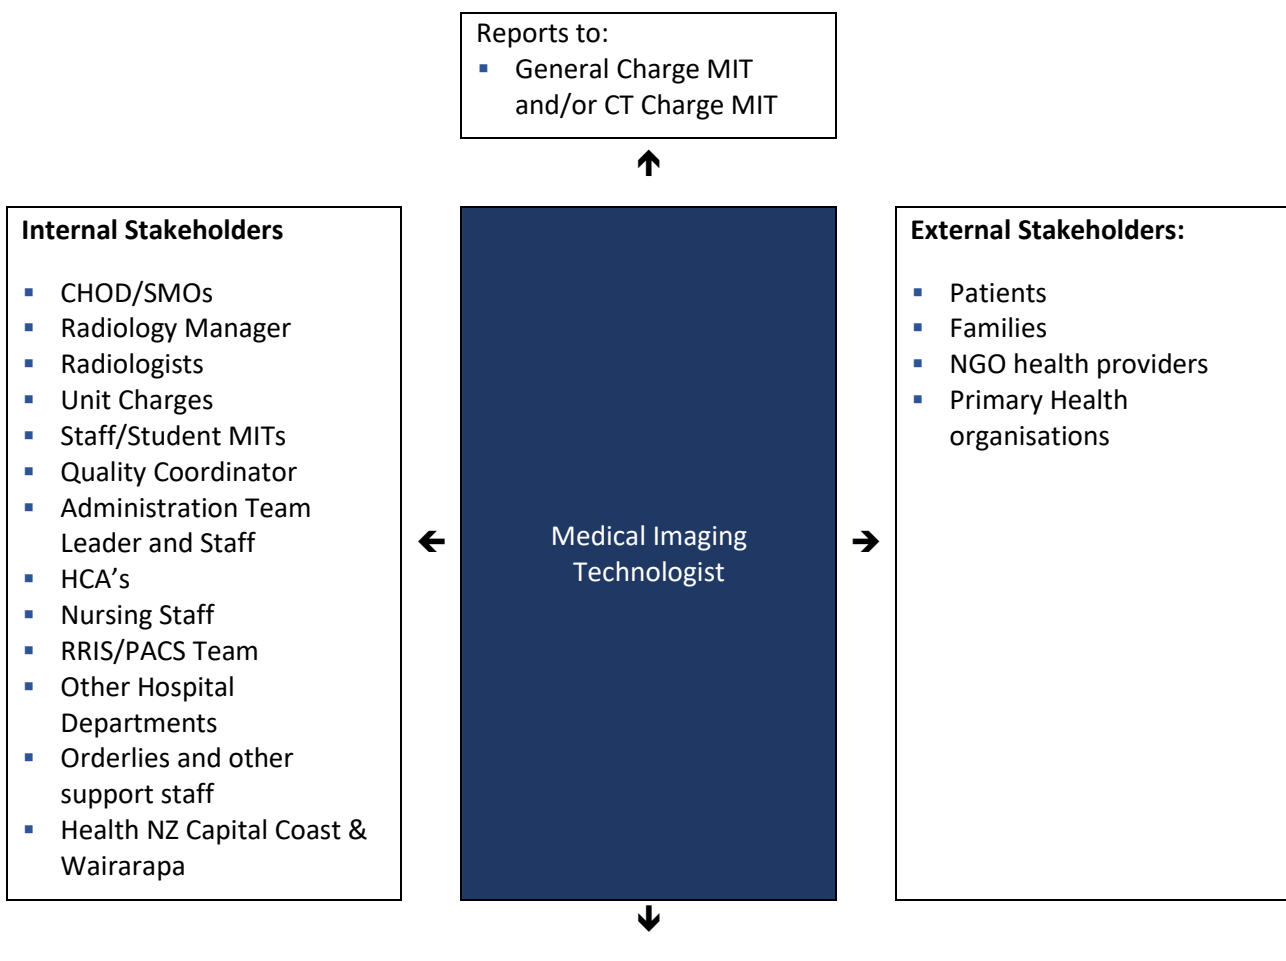 Reports to:
▪ General Charge MIT
and/or CT Charge MIT
Internal Stakeholders
▪ CHOD/SMOs
▪ Radiology Manager
▪ Radiologists
▪ Unit Charges
▪ Staff/Student MITs
▪ Quality Coordinator
▪ Administration Team
Leader and Staff
▪ HCA’s
▪ Nursing Staff
▪ RRIS/PACS Team
▪ Other Hospital
Departments
▪ Orderlies and other
support staff
▪ Health NZ Capital Coast &
Wairarapa
Medical Imaging
Technologist
External Stakeholders:
▪ Patients
▪ Families
▪ NGO health providers
▪ Primary Health
organisations